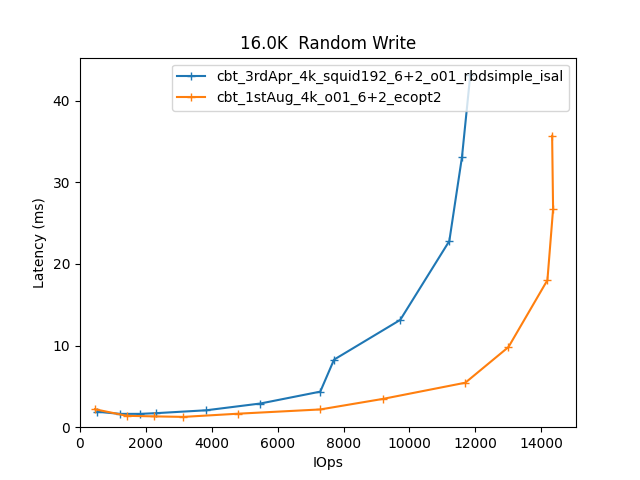 16.0K  Random Write
cbt_3rdApr_4k_squid192_6+2_o01_rbdsimple_isal
cbt_1stAug_4k_o01_6+2_ecopt2
Latency (ms)
40
30
20
10
0
0 2000 4000 6000 8000 10000 12000 14000
IOps